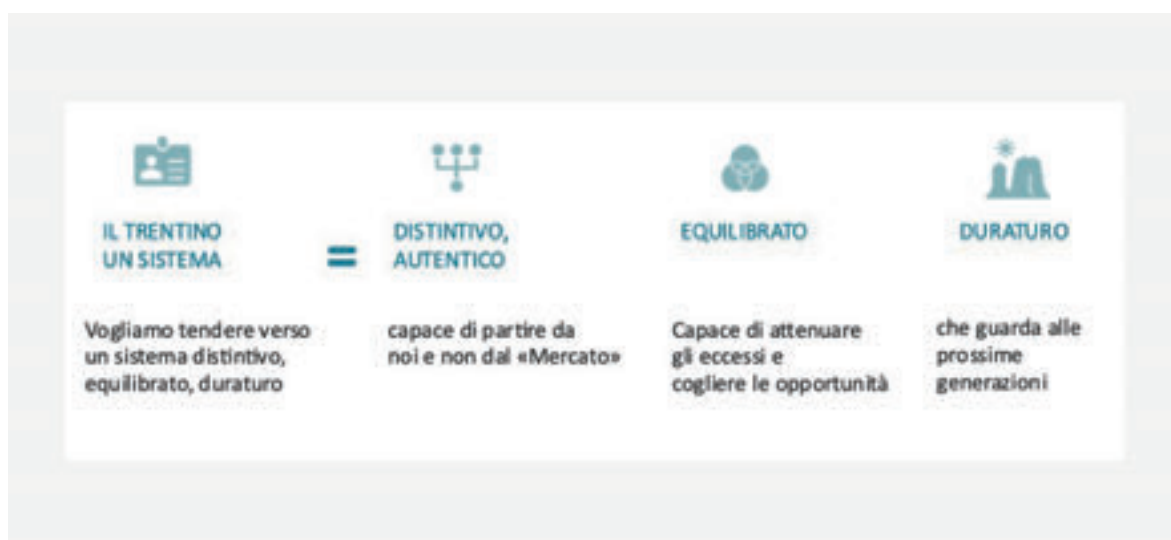 IL TRENTINO
UN SISTEMA
=
DISTINTIVO,
AUTENTICO
EQUILIBRATO
DURATURO
Vogliamo tendere verso
un sistema distintivo,
equilibrato, duraturo
capace di partire da
noi e non dal «Mercato»
Capace di attenuare
gli eccessi e
cogliere le opportunità
che guarda alle
prossime
generazioni